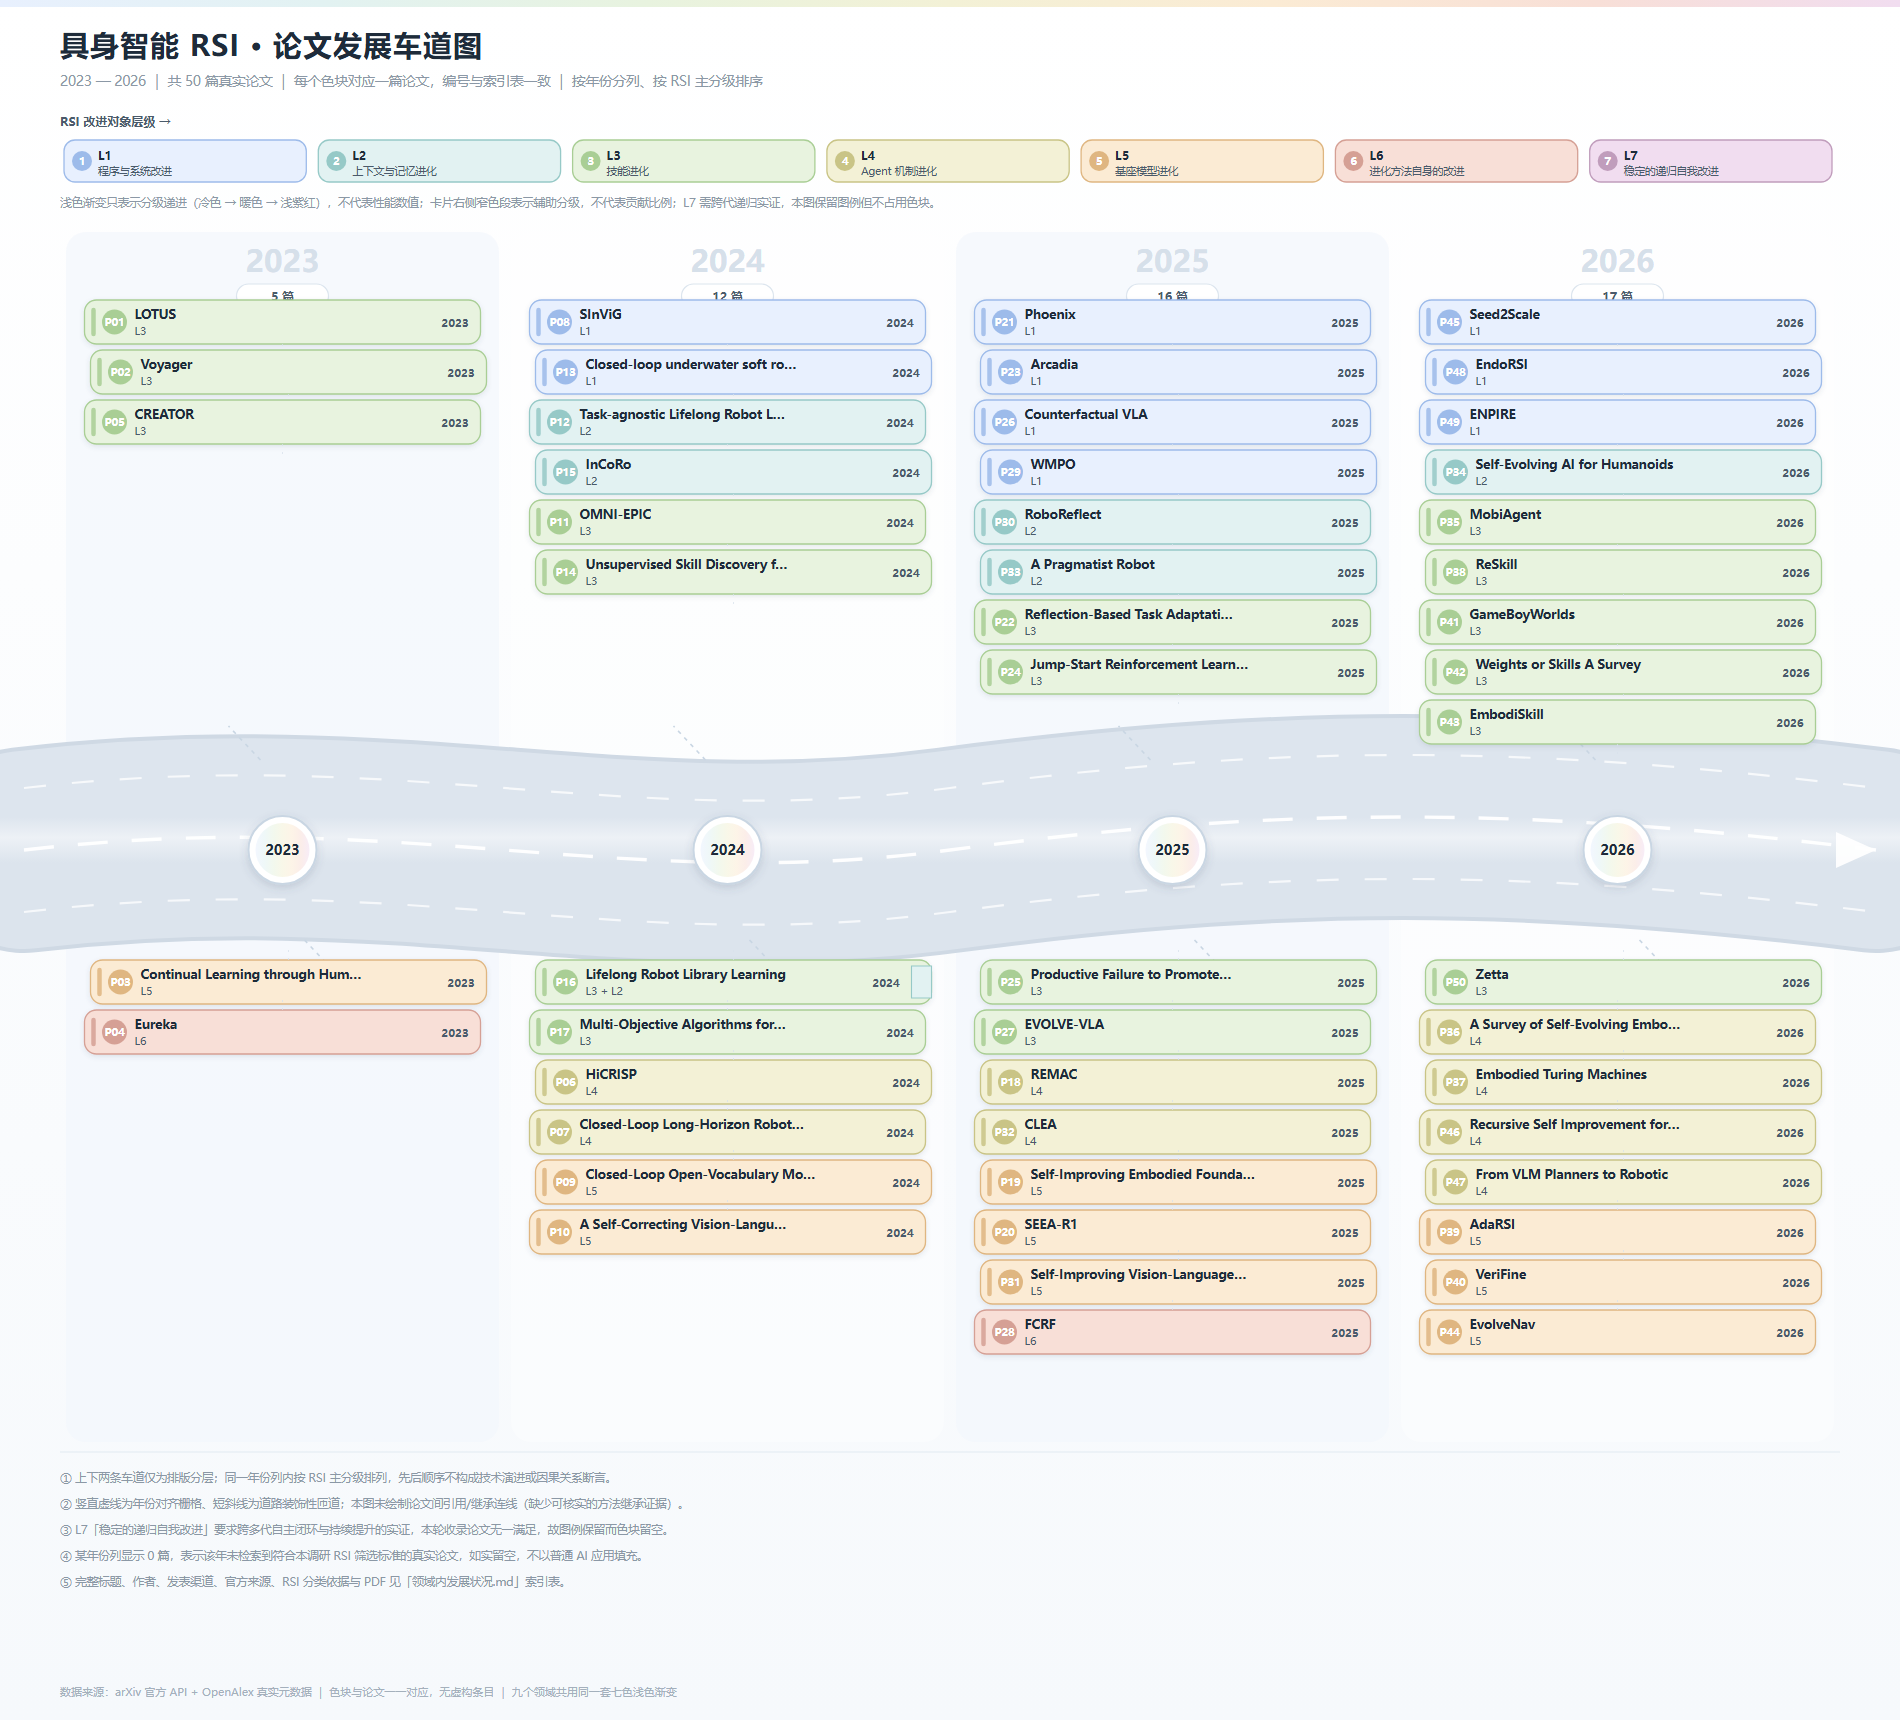 具身智能 RSI · 论文发展车道图
2023 — 2026 | 共 50 篇真实论文 | 每个色块对应一篇论文，编号与索引表一致 | 按年份分列、按 RSI 主分级排序
RSI 改进对象层级 →
1 L1 程序与系统改进
2 L2 上下文与记忆进化
3 L3 技能进化
4 L4 Agent 机制进化
5 L5 基座模型进化
6 L6 进化方法自身的改进
7 L7 稳定的递归自我改进
浅色渐变只表示分级递进（冷色 → 暖色 → 浅紫红），不代表性能数值；卡片右侧窄色段表示辅助分级，不代表贡献比例；L7 需跨代递归实证，本图保留图例但不占用色块。
2023
5 篇
P01 LOTUS 2023
L3
P02 Voyager 2023
L3
P05 CREATOR 2023
L3
2024
12 篇
P08 SInViG 2024
L1
P13 Closed-loop underwater soft ro... 2024
L1
P12 Task-agnostic Lifelong Robot L... 2024
L2
P15 InCoRo 2024
L2
P11 OMNI-EPIC 2024
L3
P14 Unsupervised Skill Discovery f... 2024
L3
2025
16 篇
P21 Phoenix 2025
L1
P23 Arcadia 2025
L1
P26 Counterfactual VLA 2025
L1
P29 WMPO 2025
L1
P30 RoboReflect 2025
L2
P33 A Pragmatist Robot 2025
L2
P22 Reflection-Based Task Adaptati... 2025
L3
P24 Jump-Start Reinforcement Learn... 2025
L3
2026
17 篇
P45 Seed2Scale 2026
L1
P48 EndoRSI 2026
L1
P49 ENPIRE 2026
L1
P34 Self-Evolving AI for Humanoids 2026
L2
P35 MobiAgent 2026
L3
P38 ReSkill 2026
L3
P41 GameBoyWorlds 2026
L3
P42 Weights or Skills A Survey 2026
L3
P43 EmbodiSkill 2026
L3
2023
2024
2025
2026
P03 Continual Learning through Hum... 2023
L5
P04 Eureka 2023
L6
P16 Lifelong Robot Library Learning 2024
L3 + L2
P17 Multi-Objective Algorithms for... 2024
L3
P06 HiCRISP 2024
L4
P07 Closed-Loop Long-Horizon Robot... 2024
L4
P09 Closed-Loop Open-Vocabulary Mo... 2024
L5
P10 A Self-Correcting Vision-Langu... 2024
L5
P25 Productive Failure to Promote... 2025
L3
P27 EVOLVE-VLA 2025
L3
P18 REMAC 2025
L4
P32 CLEA 2025
L4
P19 Self-Improving Embodied Founda... 2025
L5
P20 SEEA-R1 2025
L5
P31 Self-Improving Vision-Language... 2025
L5
P28 FCRF 2025
L6
P50 Zetta 2026
L3
P36 A Survey of Self-Evolving Embo... 2026
L4
P37 Embodied Turing Machines 2026
L4
P46 Recursive Self Improvement for... 2026
L4
P47 From VLM Planners to Robotic 2026
L4
P39 AdaRSI 2026
L5
P40 VeriFine 2026
L5
P44 EvolveNav 2026
L5
① 上下两条车道仅为排版分层；同一年份列内按 RSI 主分级排列，先后顺序不构成技术演进或因果关系断言。
② 竖直虚线为年份对齐栅格、短斜线为道路装饰性匝道；本图未绘制论文间引用/继承连线（缺少可核实的方法继承证据）。
③ L7「稳定的递归自我改进」要求跨多代自主闭环与持续提升的实证，本轮收录论文无一满足，故图例保留而色块留空。
④ 某年份列显示 0 篇，表示该年未检索到符合本调研 RSI 筛选标准的真实论文，如实留空，不以普通 AI 应用填充。
⑤ 完整标题、作者、发表渠道、官方来源、RSI 分类依据与 PDF 见「领域内发展状况.md」索引表。
数据来源：arXiv 官方 API + OpenAlex 真实元数据 | 色块与论文一一对应，无虚构条目 | 九个领域共用同一套七色浅色渐变